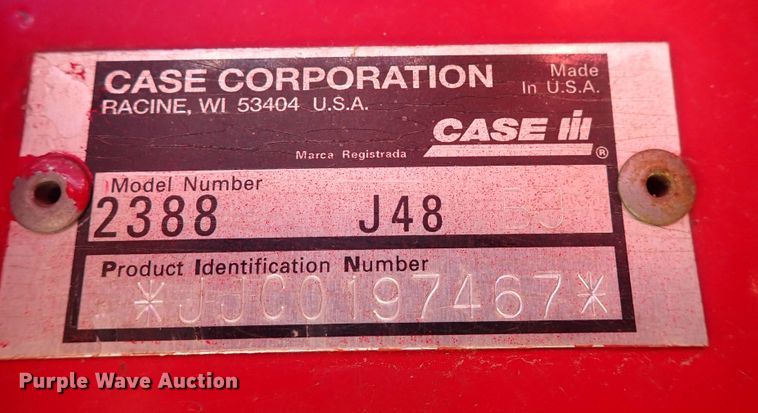 CASE CORPORATION
RACINE, WI 53404 U.S.A.
Made
In U.S.A.
CASE IH
Marca Registrada
®
Model Number
2388 J48
Product Identification Number
*JJC0197467*
Purple Wave Auction